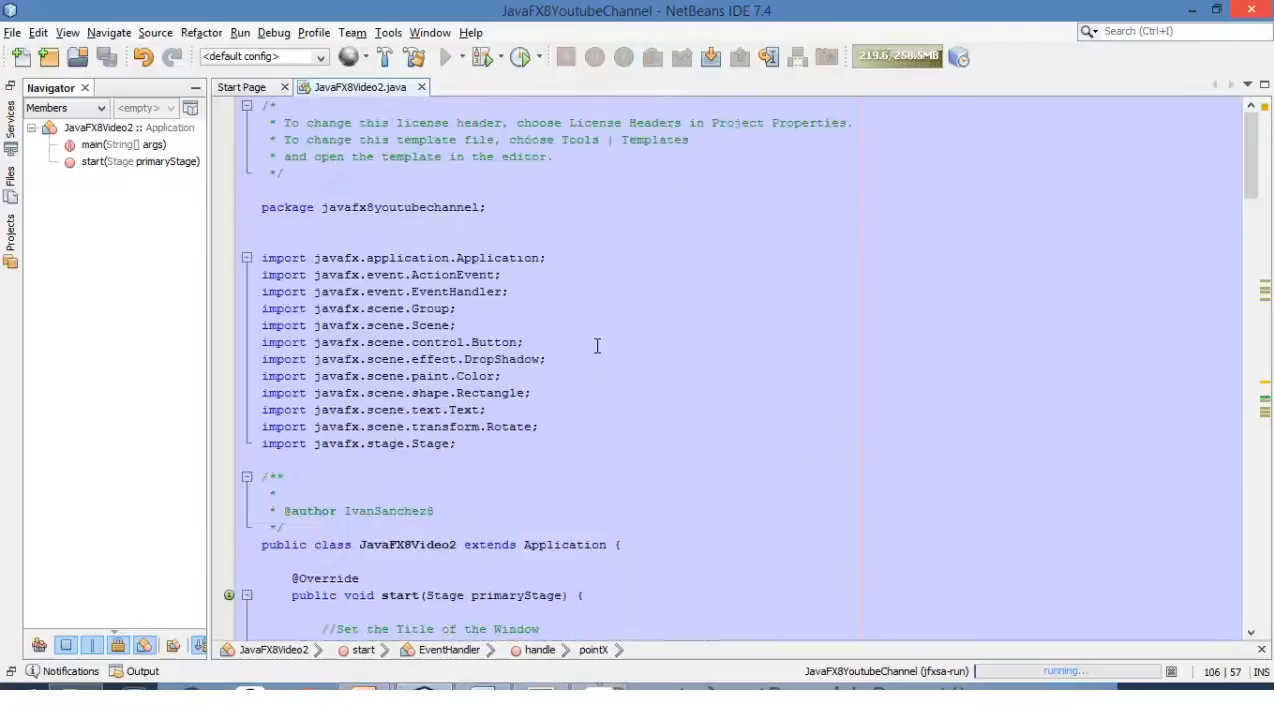 JavaFX8YoutubeChannel - NetBeans IDE 7.4
File Edit View Navigate Source Refactor Run Debug Profile Team Tools Window Help
Search (Ctrl+I)
<default config>
219.6/258.5MB
Navigator
Start Page
JavaFX8Video2.java
Members
<empty>
JavaFX8Video2 :: Application
main(String[] args)
start(Stage primaryStage)
Services
Files
Projects
/*
* To change this license header, choose License Headers in Project Properties.
* To change this template file, choose Tools | Templates
* and open the template in the editor.
*/
package javafx8youtubechannel;
import javafx.application.Application;
import javafx.event.ActionEvent;
import javafx.event.EventHandler;
import javafx.scene.Group;
import javafx.scene.Scene;
import javafx.scene.control.Button;
import javafx.scene.effect.DropShadow;
import javafx.scene.paint.Color;
import javafx.scene.shape.Rectangle;
import javafx.scene.text.Text;
import javafx.scene.transform.Rotate;
import javafx.stage.Stage;
/**
*
* @author IvanSanchez8
*/
public class JavaFX8Video2 extends Application {
@Override
public void start(Stage primaryStage) {
//Set the Title of the Window
JavaFX8Video2 start EventHandler handle pointX
Notifications Output
JavaFX8YoutubeChannel (jfxsa-run) running... 106 | 57 INS